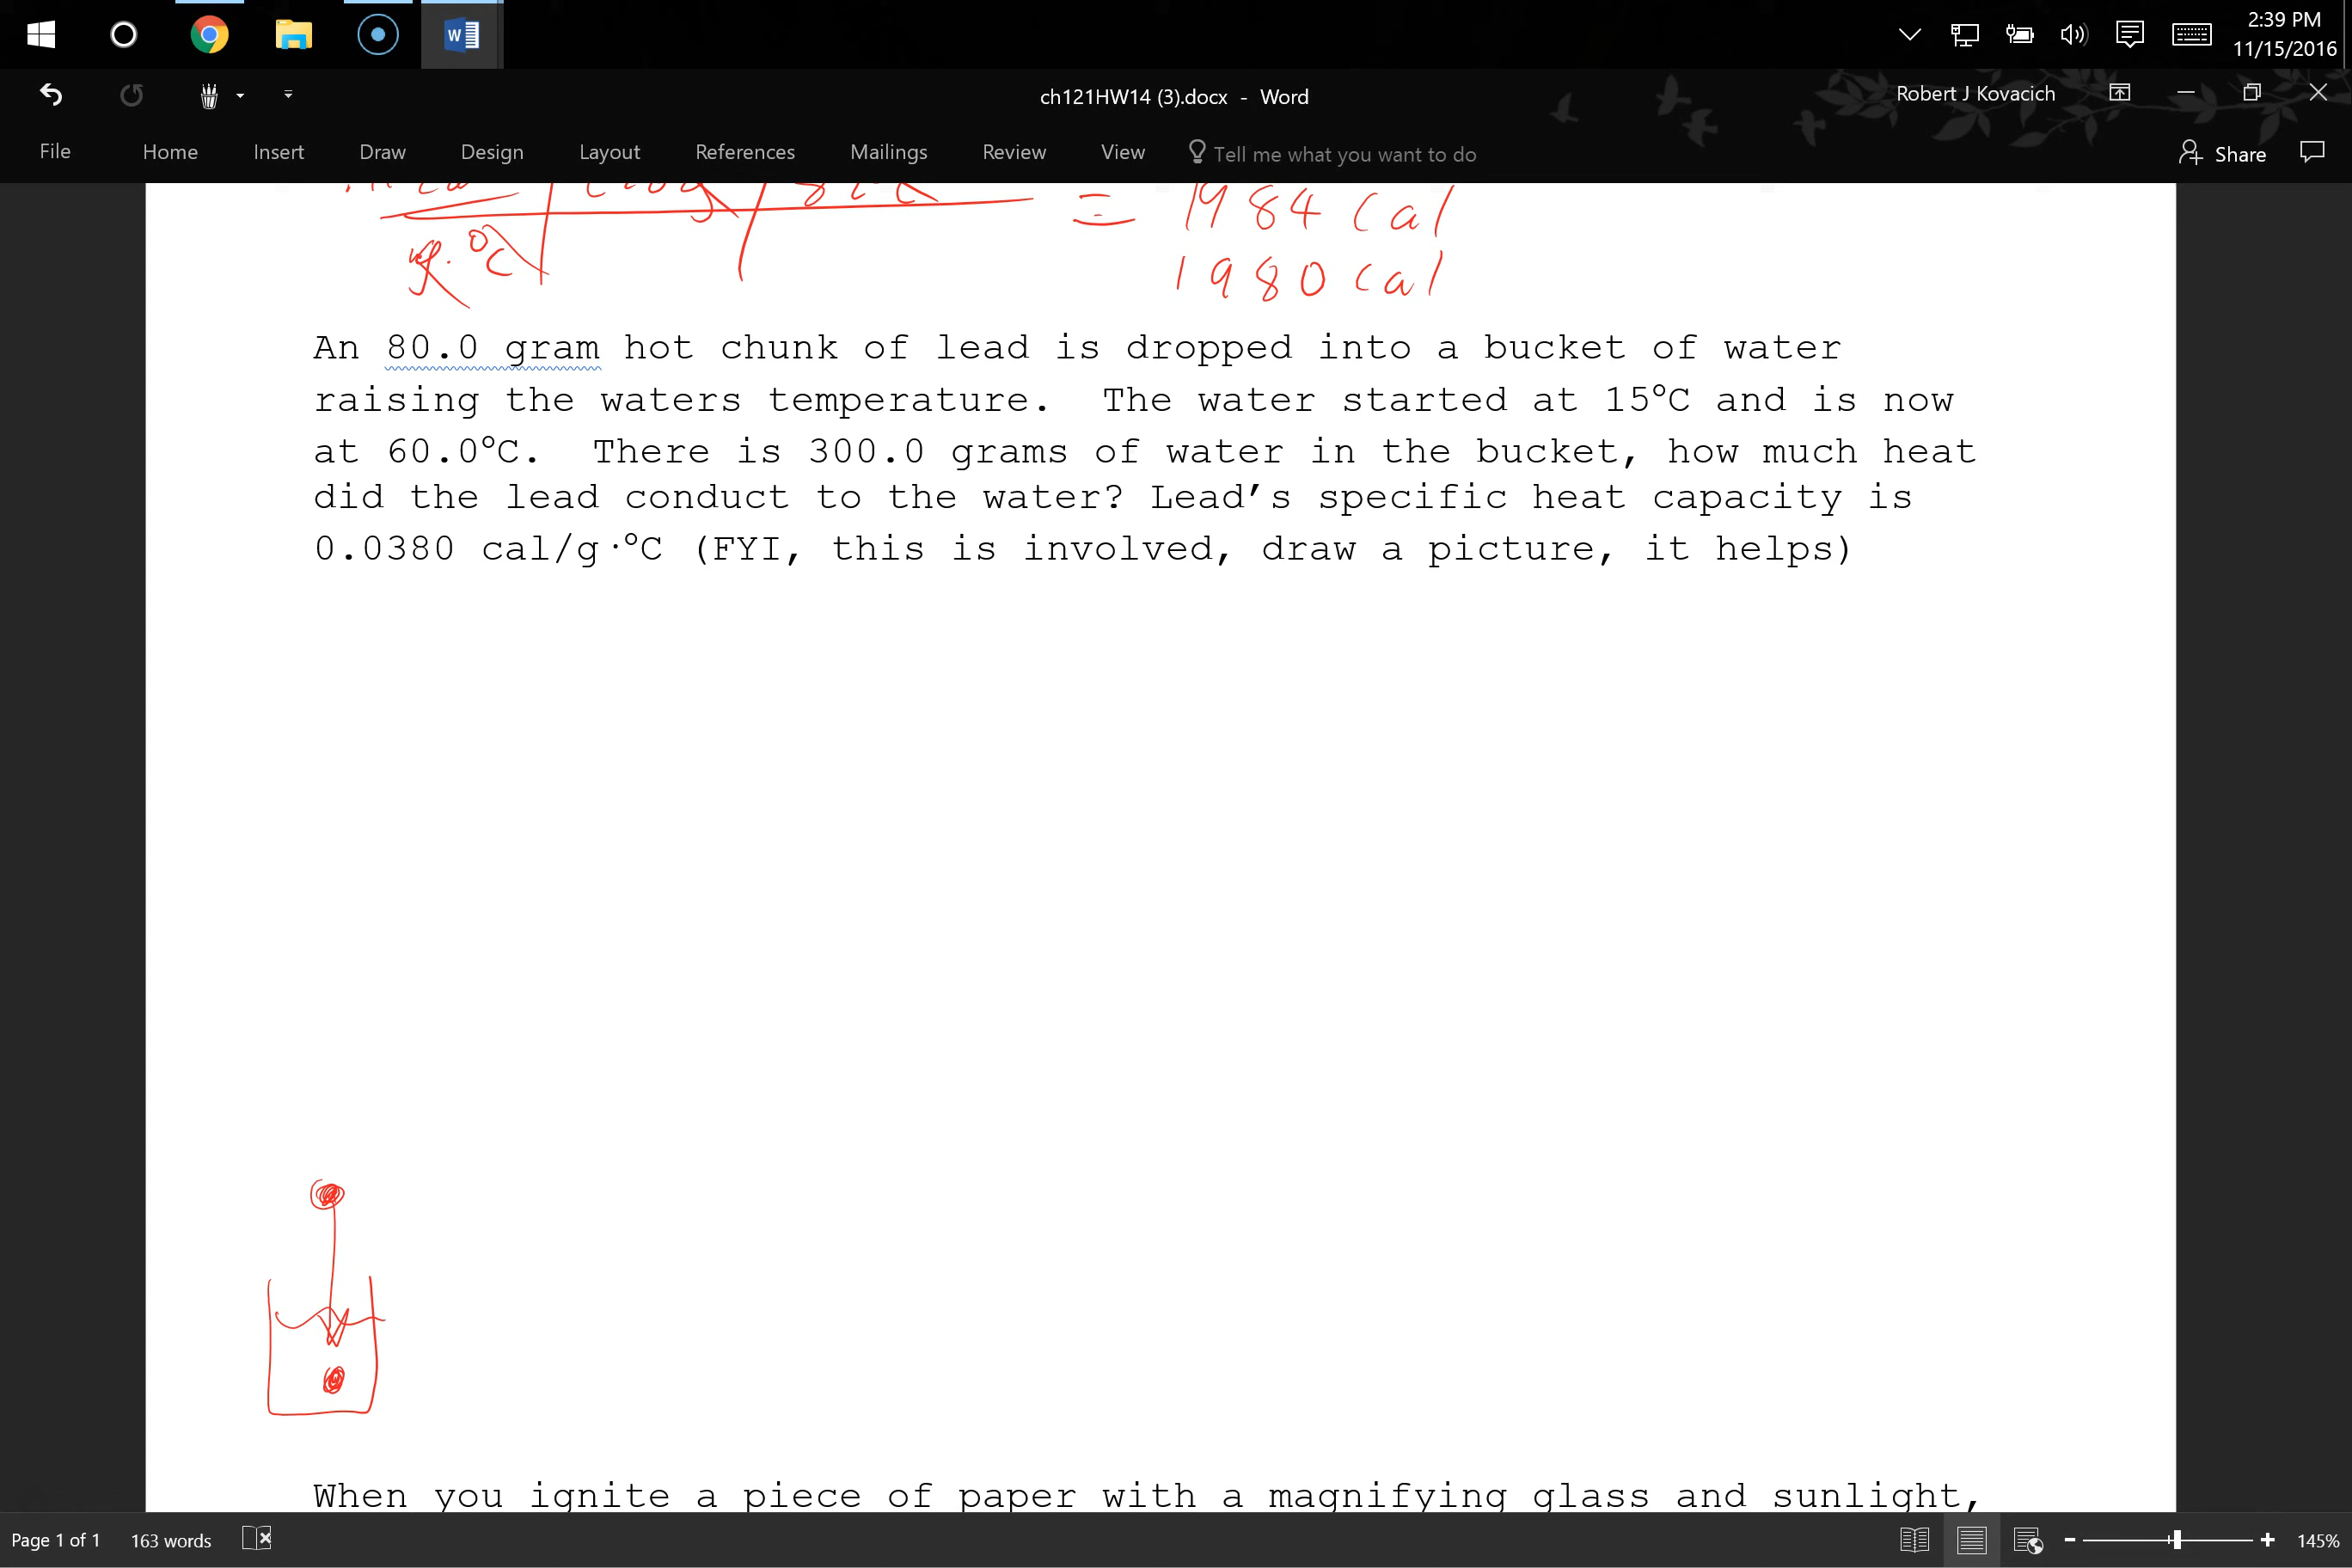 2:39 PM
11/15/2016
ch121HW14 (3).docx - Word
Robert J Kovacich
File Home Insert Draw Design Layout References Mailings Review View Tell me what you want to do Share
= 1984 cal
g·°C
1980 cal
An 80.0 gram hot chunk of lead is dropped into a bucket of water
raising the waters temperature. The water started at 15°C and is now
at 60.0°C. There is 300.0 grams of water in the bucket, how much heat
did the lead conduct to the water? Lead’s specific heat capacity is
0.0380 cal/g·°C (FYI, this is involved, draw a picture, it helps)
When you ignite a piece of paper with a magnifying glass and sunlight,
Page 1 of 1 163 words 145%